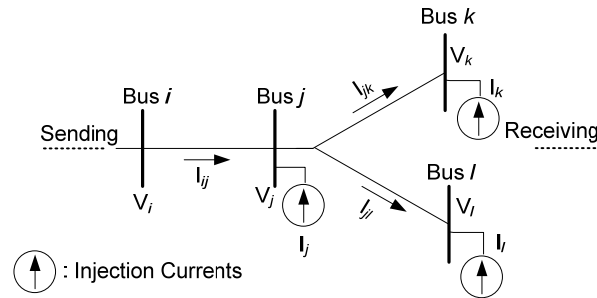 Bus k
V_k
I_k
I_jk
Bus i
Bus j
Sending
Receiving
I_ij
V_i
V_j
I_j
I_jl
Bus l
V_l
I_l
: Injection Currents